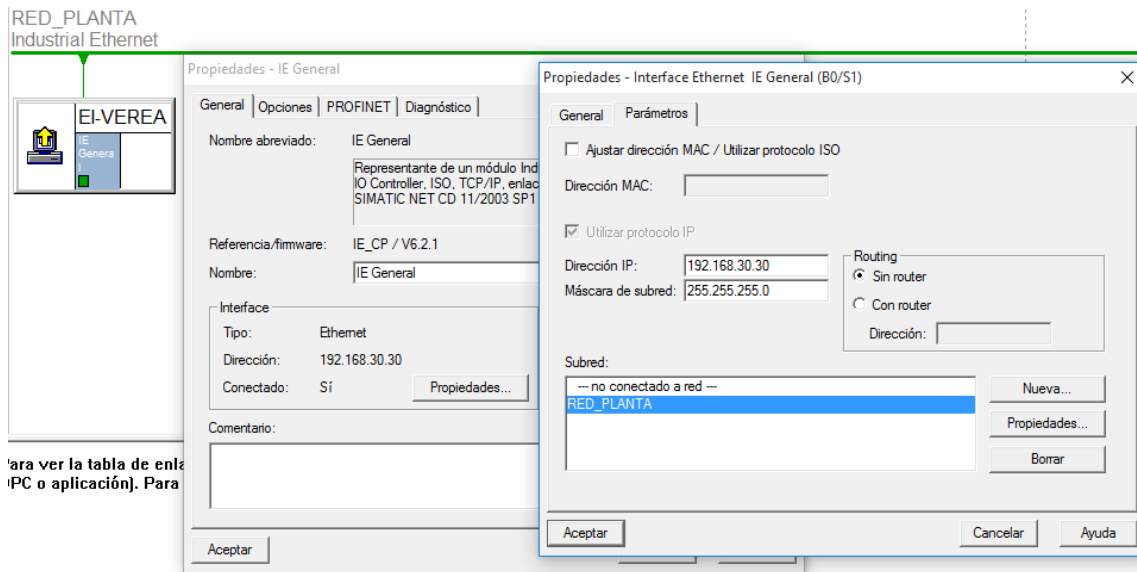 RED_PLANTA
Industrial Ethernet
EI-VEREA
IE
Genera
l
Propiedades - IE General
General Opciones PROFINET Diagnóstico
Nombre abreviado: IE General
Representante de un módulo Ind
IO Controller, ISO, TCP/IP, enlac
SIMATIC NET CD 11/2003 SP1
Referencia/firmware: IE_CP / V6.2.1
Nombre: IE General
Interface
Tipo: Ethernet
Dirección: 192.168.30.30
Conectado: Sí Propiedades...
Comentario:
Aceptar
Propiedades - Interface Ethernet IE General (B0/S1)
General Parámetros
Ajustar dirección MAC / Utilizar protocolo ISO
Dirección MAC:
Utilizar protocolo IP
Dirección IP: 192.168.30.30
Máscara de subred: 255.255.255.0
Routing
Sin router
Con router
Dirección:
Subred:
--- no conectado a red ---
RED_PLANTA
Nueva...
Propiedades...
Borrar
Aceptar Cancelar Ayuda
Para ver la tabla de enla
OPC o aplicación). Para